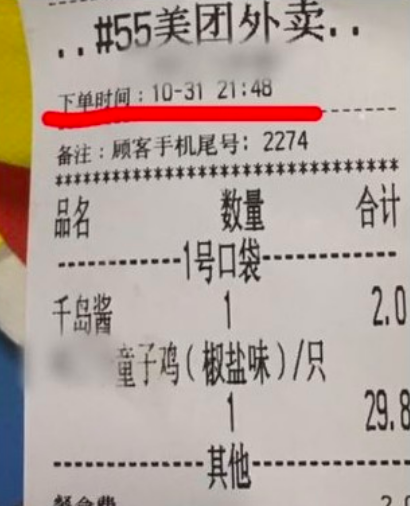 ..#55美团外卖..
下单时间：10-31 21:48
备注：顾客手机尾号：2274
********************************
品名 数量 合计
------------1号口袋------------
千岛酱 1 2.0
童子鸡(椒盐味)/只
1 29.8
---------------其他---------------